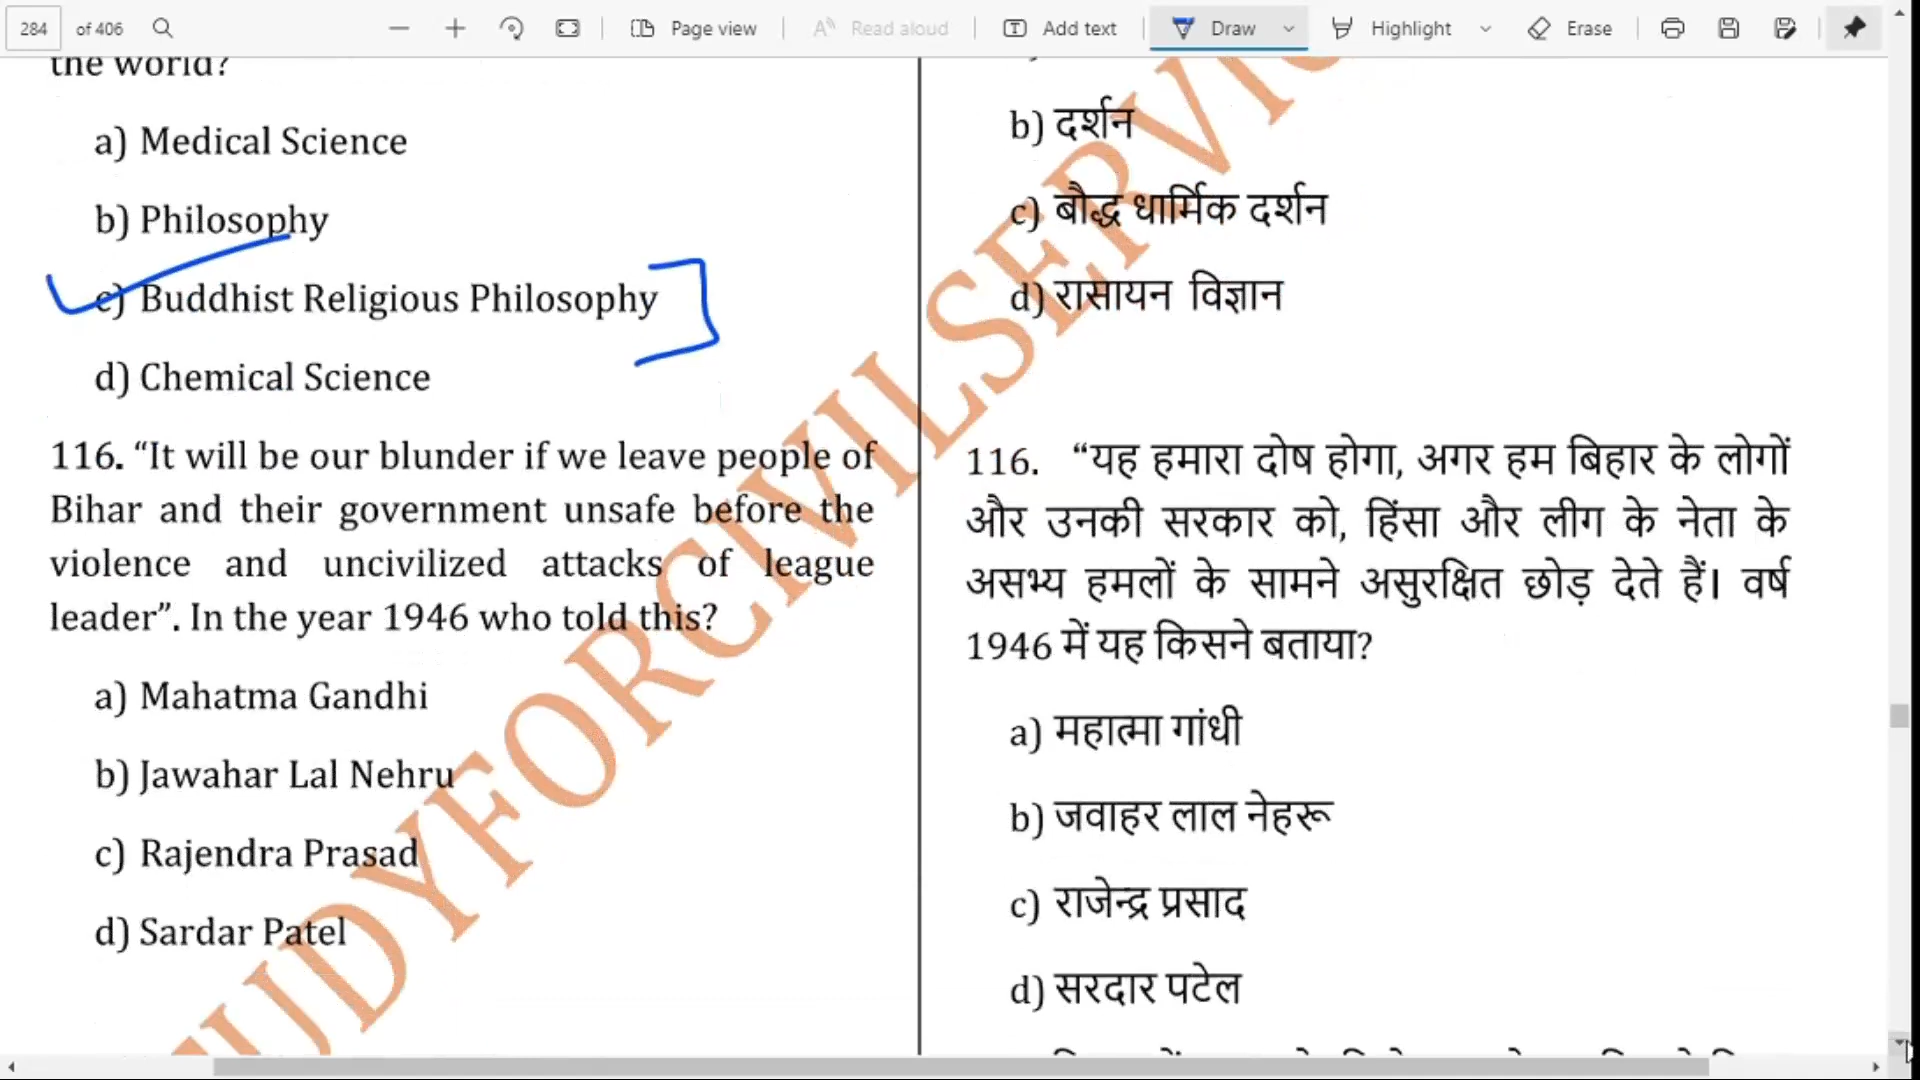 284 of 406 Page view Read aloud Add text Draw Highlight Erase
the world?
a) Medical Science
b) Philosophy
c) Buddhist Religious Philosophy
d) Chemical Science
116. “It will be our blunder if we leave people of
Bihar and their government unsafe before the
violence and uncivilized attacks of league
leader”. In the year 1946 who told this?
a) Mahatma Gandhi
b) Jawahar Lal Nehru
c) Rajendra Prasad
d) Sardar Patel
b) दर्शन
c) बौद्ध धार्मिक दर्शन
d) रासायन विज्ञान
116. “यह हमारा दोष होगा, अगर हम बिहार के लोगों
और उनकी सरकार को, हिंसा और लीग के नेता के
असभ्य हमलों के सामने असुरक्षित छोड़ देते हैं। वर्ष
1946 में यह किसने बताया?
a) महात्मा गांधी
b) जवाहर लाल नेहरू
c) राजेन्द्र प्रसाद
d) सरदार पटेल
UDYFORCIVILSERVIC